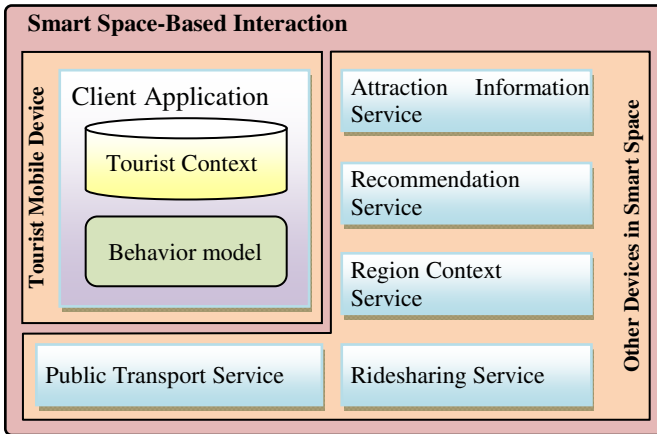 Smart Space-Based Interaction
Tourist Mobile Device
Client Application
Tourist Context
Behavior model
Attraction Information
Service
Recommendation
Service
Region Context
Service
Public Transport Service
Ridesharing Service
Other Devices in Smart Space